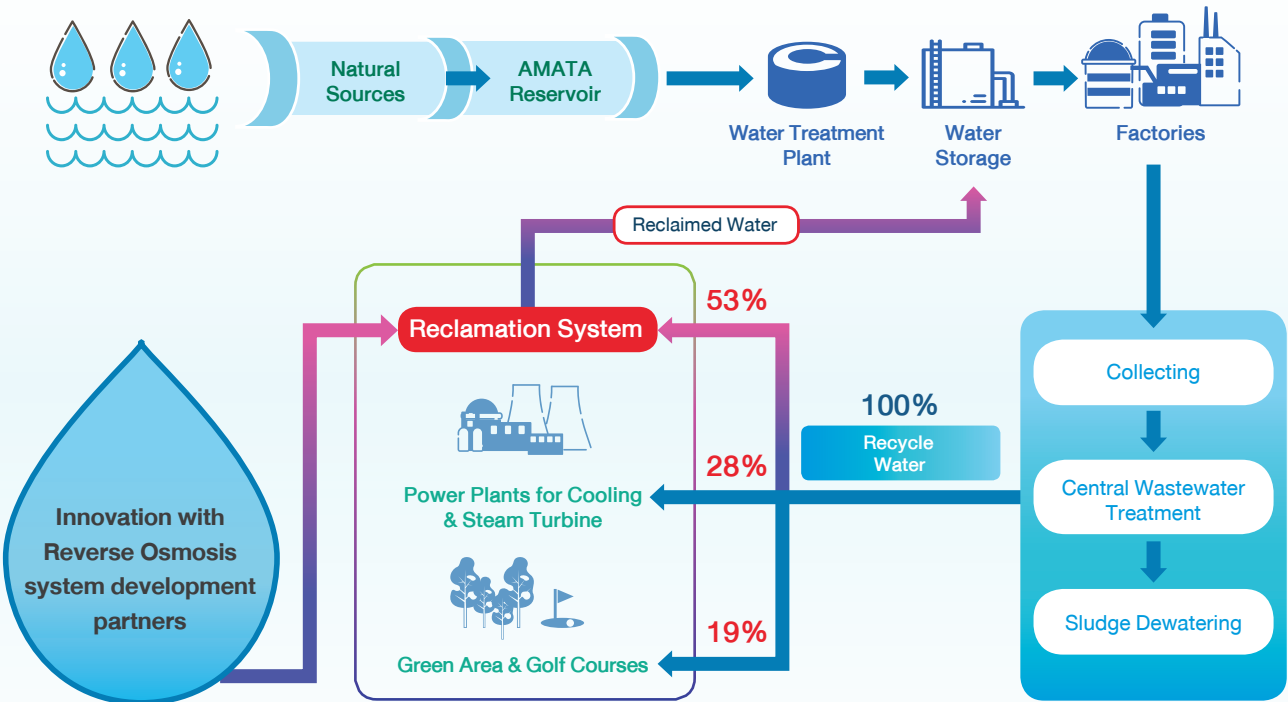 Natural
Sources
AMATA
Reservoir
Water Treatment
Plant
Water
Storage
Factories
Reclaimed Water
53%
Reclamation System
Collecting
100%
Recycle
Water
28%
Power Plants for Cooling
& Steam Turbine
Central Wastewater
Treatment
Innovation with
Reverse Osmosis
system development
partners
19%
Green Area & Golf Courses
Sludge Dewatering